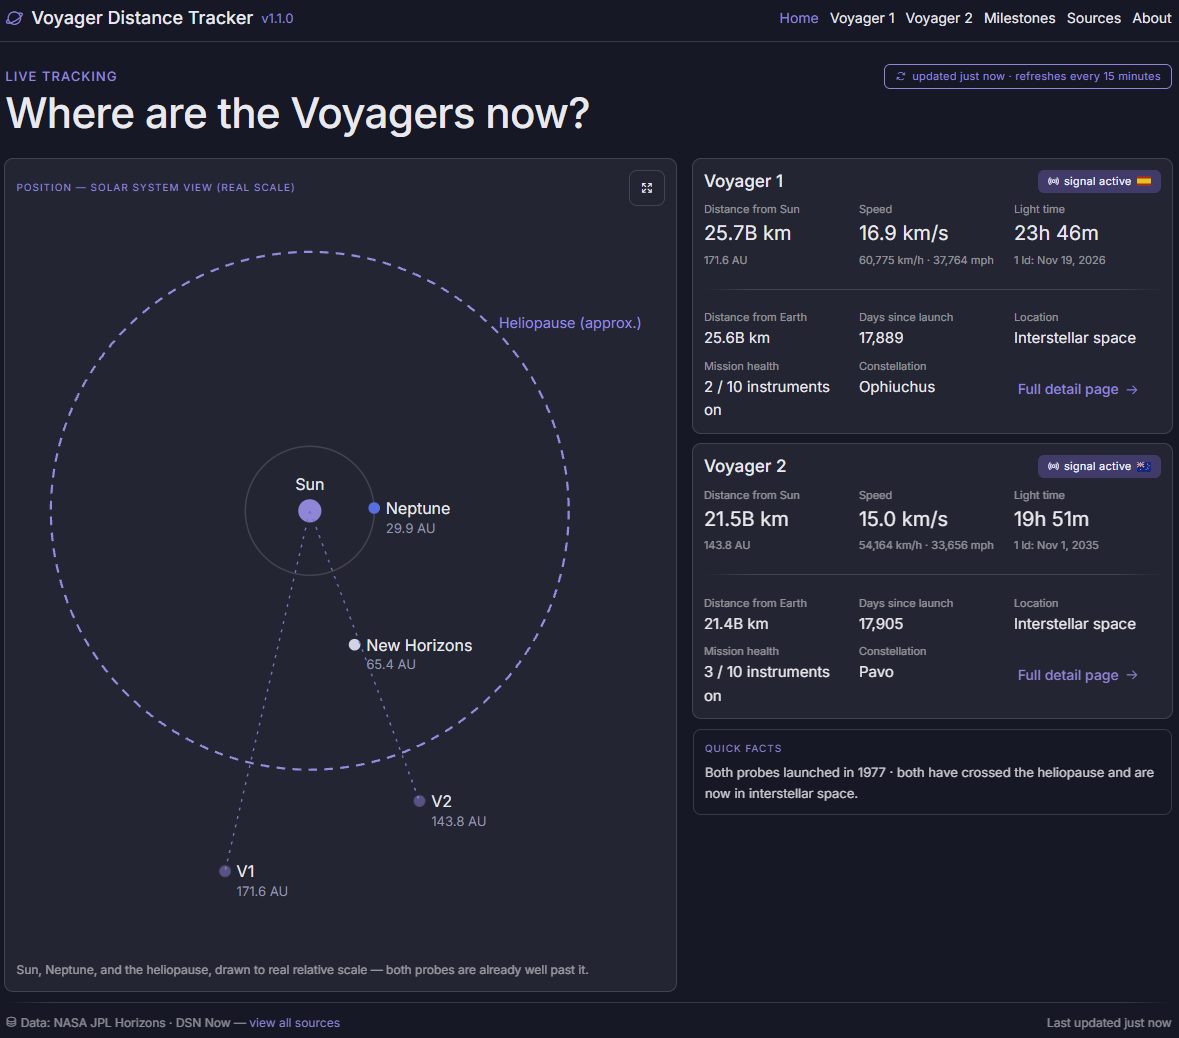 Voyager Distance Tracker v1.1.0
Home Voyager 1 Voyager 2 Milestones Sources About
LIVE TRACKING
updated just now · refreshes every 15 minutes
Where are the Voyagers now?
POSITION — SOLAR SYSTEM VIEW (REAL SCALE)
Heliopause (approx.)
Sun
Neptune
29.9 AU
New Horizons
65.4 AU
V2
143.8 AU
V1
171.6 AU
Sun, Neptune, and the heliopause, drawn to real relative scale — both probes are already well past it.
Voyager 1
signal active
Distance from Sun Speed Light time
25.7B km 16.9 km/s 23h 46m
171.6 AU 60,775 km/h · 37,764 mph 1 ld: Nov 19, 2026
Distance from Earth Days since launch Location
25.6B km 17,889 Interstellar space
Mission health Constellation
2 / 10 instruments Ophiuchus Full detail page →
on
Voyager 2
signal active
Distance from Sun Speed Light time
21.5B km 15.0 km/s 19h 51m
143.8 AU 54,164 km/h · 33,656 mph 1 ld: Nov 1, 2035
Distance from Earth Days since launch Location
21.4B km 17,905 Interstellar space
Mission health Constellation
3 / 10 instruments Pavo Full detail page →
on
QUICK FACTS
Both probes launched in 1977 · both have crossed the heliopause and are
now in interstellar space.
Data: NASA JPL Horizons · DSN Now — view all sources
Last updated just now